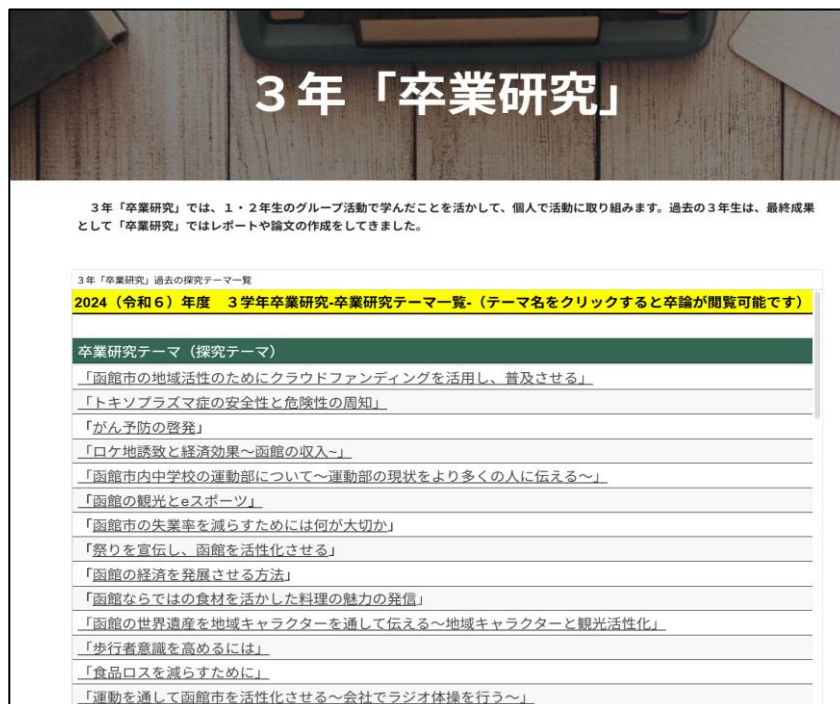 ３年「卒業研究」
３年「卒業研究」では、１・２年生のグループ活動で学んだことを活かして、個人で活動に取り組みます。過去の３年生は、最終成果
として「卒業研究」ではレポートや論文の作成をしてきました。
３年「卒業研究」過去の探究テーマ一覧
2024（令和６）年度　３学年卒業研究-卒業研究テーマ一覧-（テーマ名をクリックすると卒論が閲覧可能です）
卒業研究テーマ（探究テーマ）
「函館市の地域活性のためにクラウドファンディングを活用し、普及させる」
「トキソプラズマ症の安全性と危険性の周知」
「がん予防の啓発」
「ロケ地誘致と経済効果～函館の収入~」
「函館市内中学校の運動部について～運動部の現状をより多くの人に伝える～」
「函館の観光とeスポーツ」
「函館市の失業率を減らすためには何が大切か」
「祭りを宣伝し、函館を活性化させる」
「函館の経済を発展させる方法」
「函館ならではの食材を活かした料理の魅力の発信」
「函館の世界遺産を地域キャラクターを通して伝える～地域キャラクターと観光活性化」
「歩行者意識を高めるには」
「食品ロスを減らすために」
「運動を通して函館市を活性化させる～会社でラジオ体操を行う～」